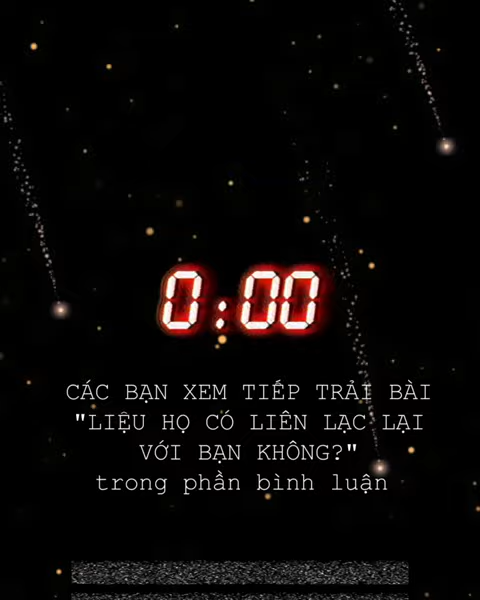 0:00
CÁC BẠN XEM TIẾP TRẢI BÀI
"LIỆU HỌ CÓ LIÊN LẠC LẠI
VỚI BẠN KHÔNG?"
trong phần bình luận